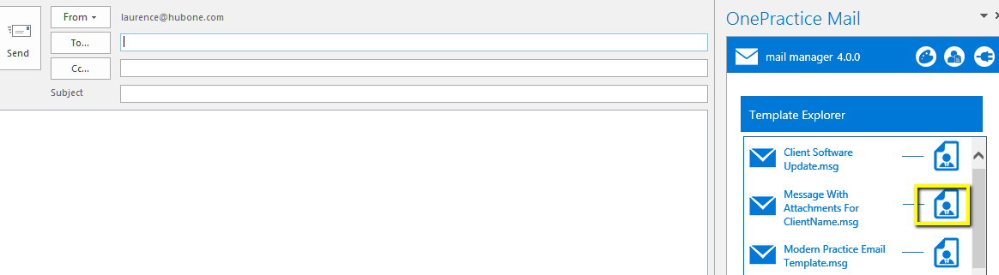 From
laurence@hubone.com
To...
Send
Cc...
Subject
OnePractice Mail
mail manager 4.0.0
Template Explorer
Client Software
Update.msg
Message With
Attachments For
ClientName.msg
Modern Practice Email
Template.msg